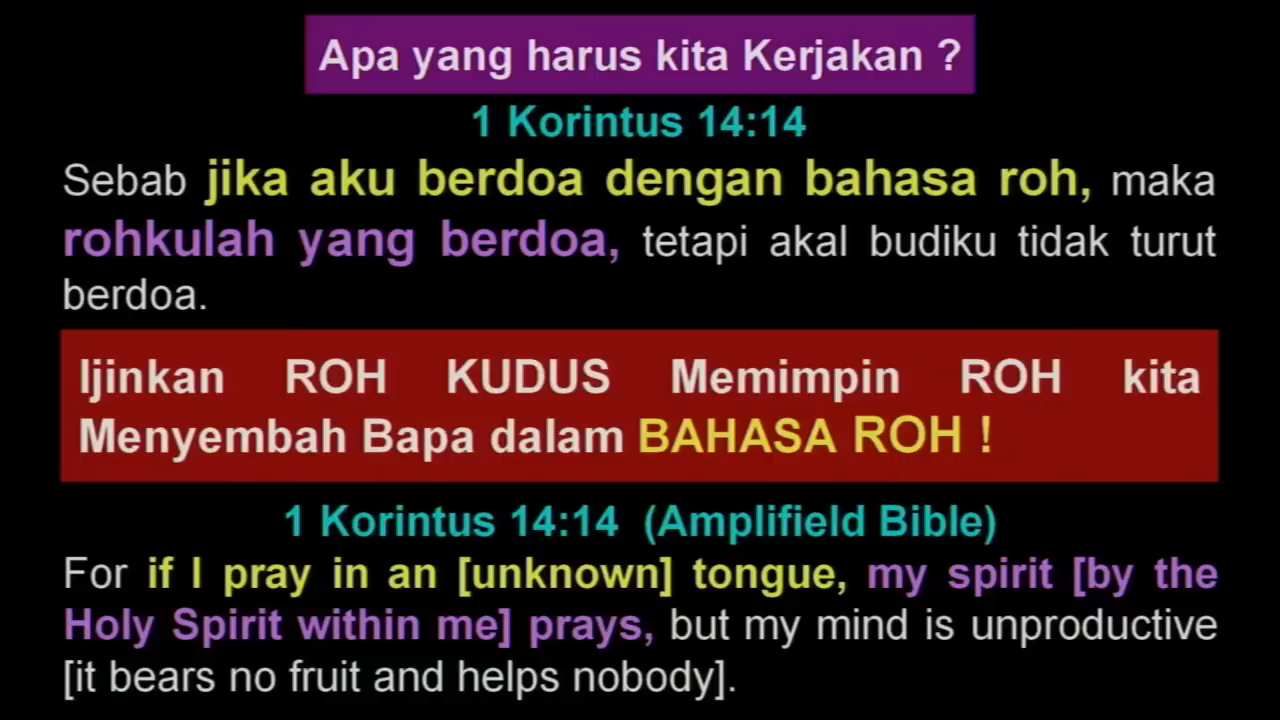 Apa yang harus kita Kerjakan ?
1 Korintus 14:14
Sebab jika aku berdoa dengan bahasa roh, maka
rohkulah yang berdoa, tetapi akal budiku tidak turut
berdoa.
Ijinkan ROH KUDUS Memimpin ROH kita
Menyembah Bapa dalam BAHASA ROH !
1 Korintus 14:14 (Amplifield Bible)
For if I pray in an [unknown] tongue, my spirit [by the
Holy Spirit within me] prays, but my mind is unproductive
[it bears no fruit and helps nobody].